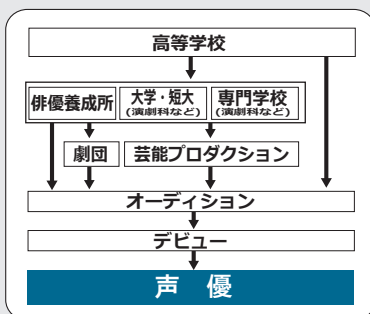 高等学校
俳優養成所
大学・短大
(演劇科など)
専門学校
(演劇科など)
劇団
芸能プロダクション
オーディション
デビュー
声 優